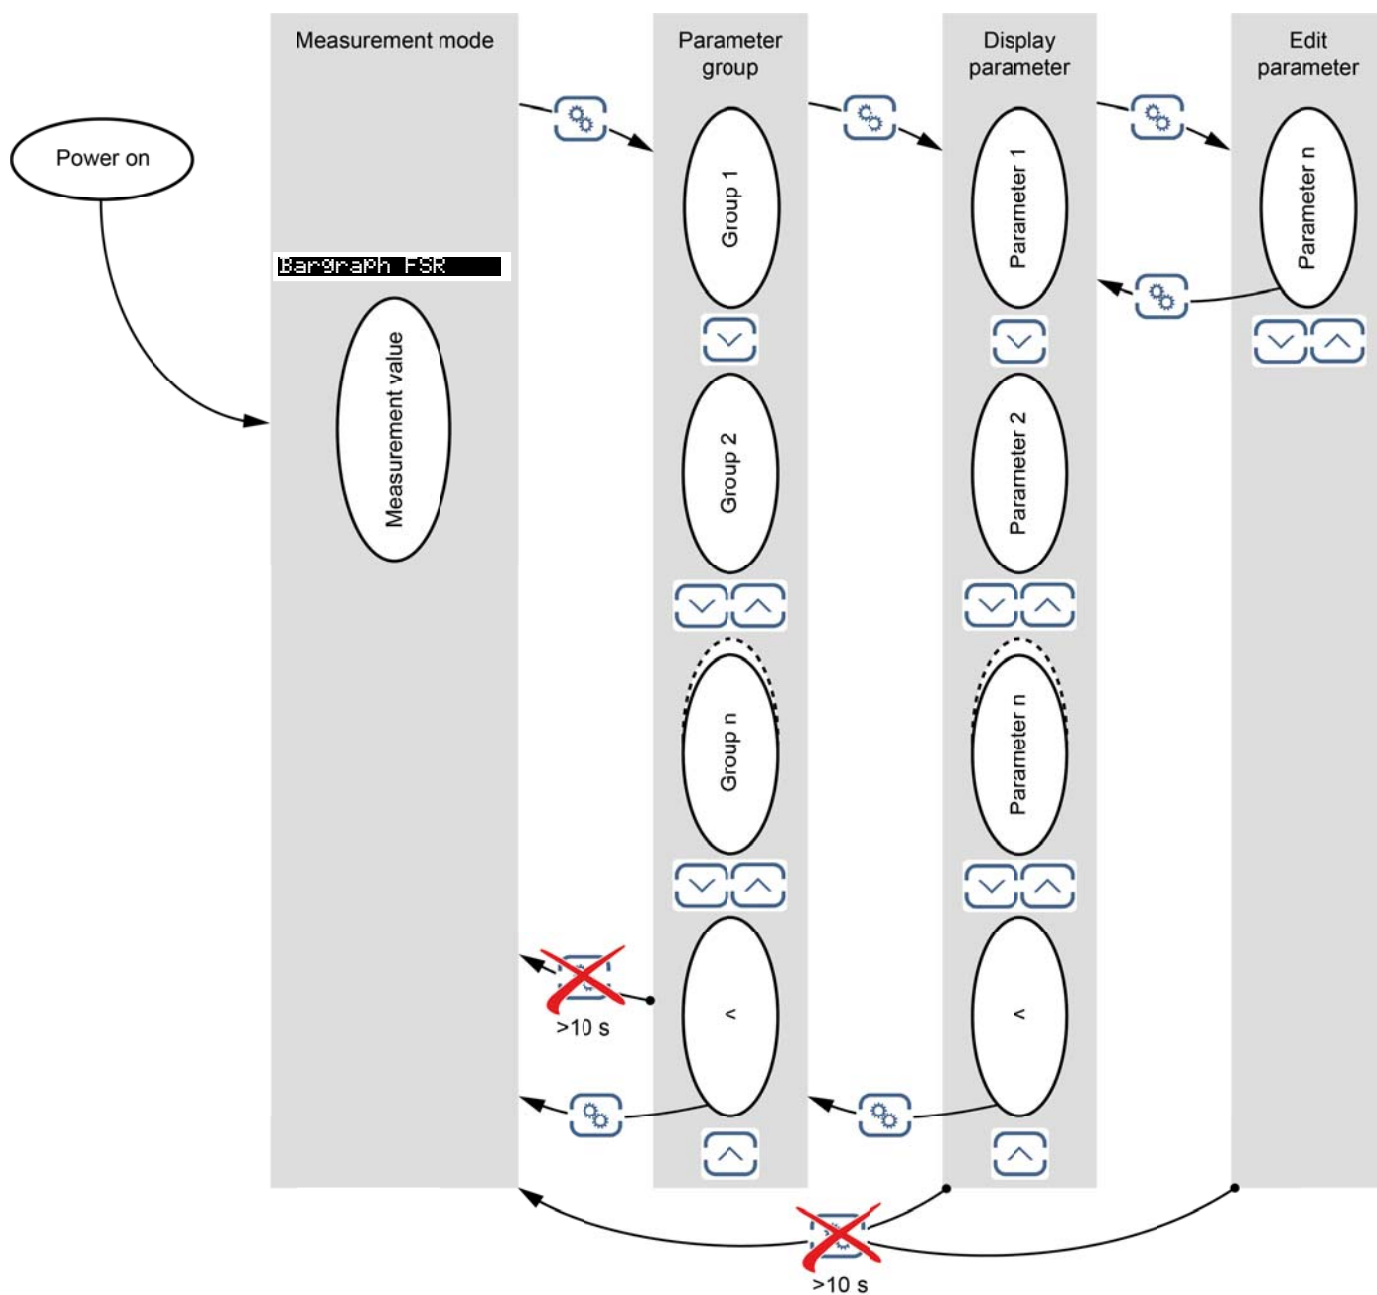 Measurement mode
Parameter
group
Display
parameter
Edit
parameter
Power on
Bargraph FSR
Measurement value
Group 1
Group 2
Group n
<
Parameter 1
Parameter 2
Parameter n
<
Parameter n
>10 s
>10 s